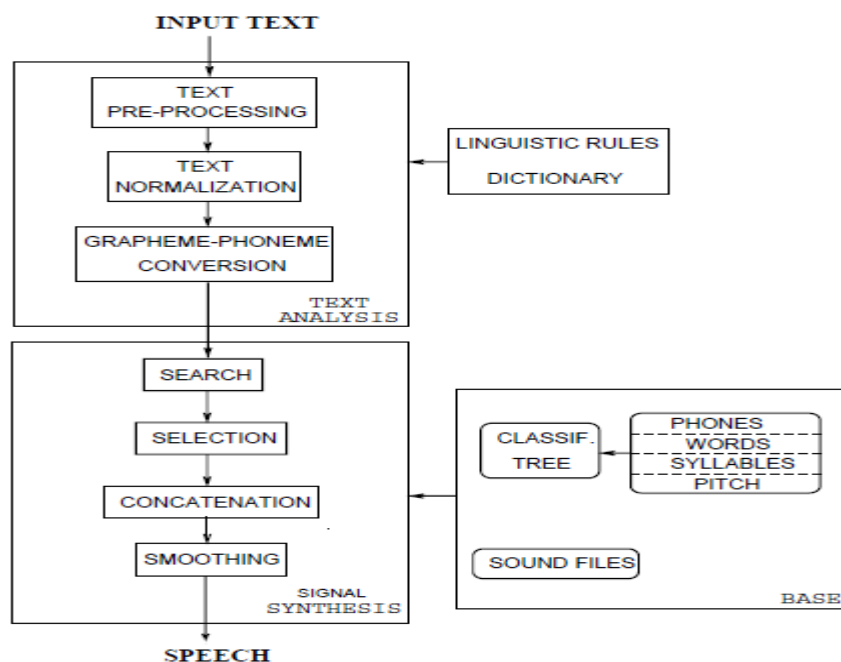 INPUT TEXT
TEXT
PRE-PROCESSING
TEXT
NORMALIZATION
GRAPHEME-PHONEME
CONVERSION
TEXT
ANALYSIS
LINGUISTIC RULES
DICTIONARY
SEARCH
SELECTION
CONCATENATION
SMOOTHING
SIGNAL
SYNTHESIS
CLASSIF.
TREE
PHONES
WORDS
SYLLABLES
PITCH
SOUND FILES
BASE
SPEECH